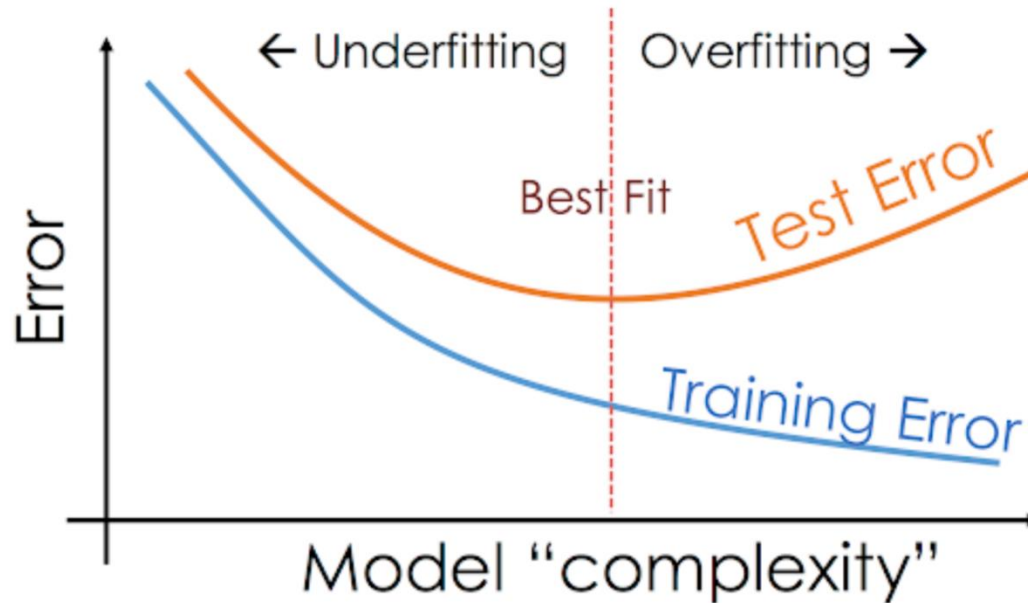 ← Underfitting
Overfitting →
Best Fit
Test Error
Error
Training Error
Model “complexity”